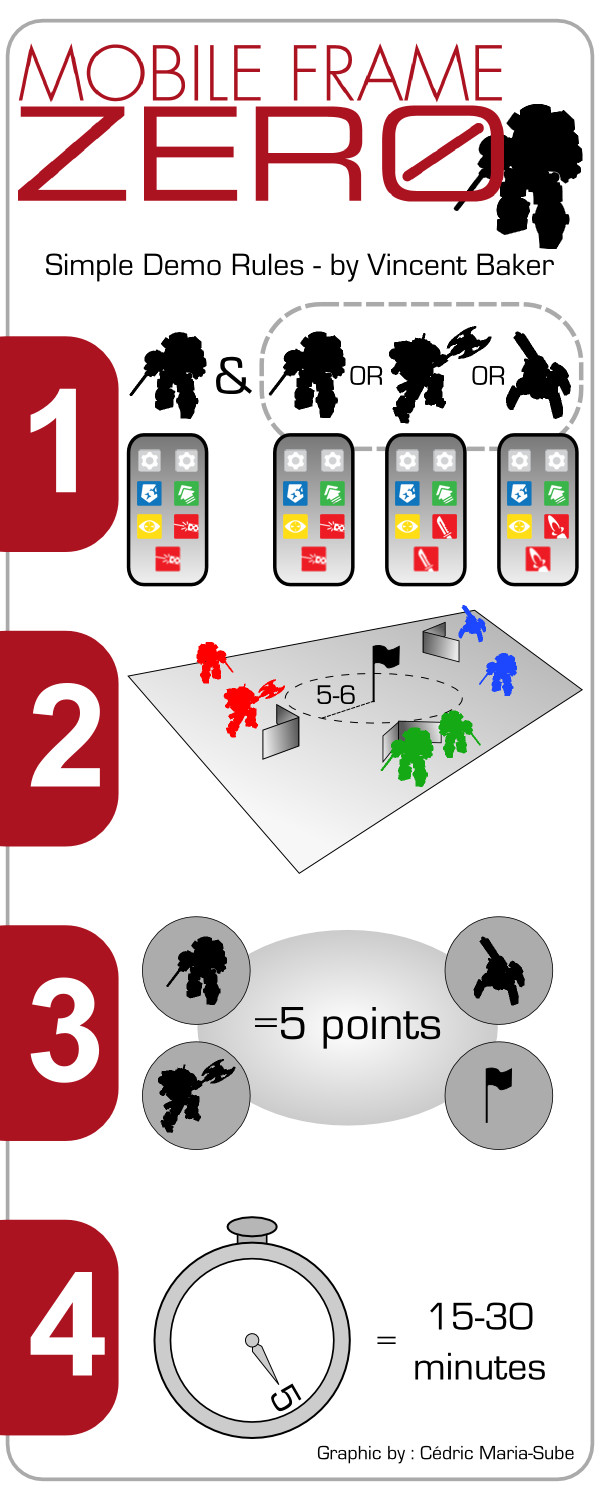 MOBILE FRAME
ZERO
Simple Demo Rules - by Vincent Baker
1
& OR OR
2
5-6
3
=5 points
4
5
= 15-30
minutes
Graphic by : Cédric Maria-Sube